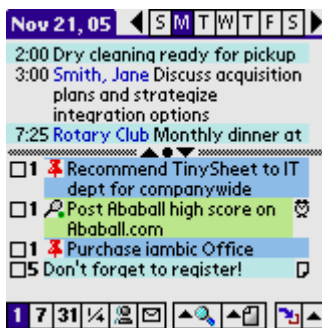 Nov 21, 05 S M T W T F S
2:00 Dry cleaning ready for pickup
3:00 Smith, Jane Discuss acquisition
plans and strategize
integration options
7:25 Rotary Club Monthly dinner at
1 Recommend TinySheet to IT
dept for companywide
1 Post Ababall high score on
Ababall.com
1 Purchase iambic Office
5 Don't forget to register!
1 7 31 ¼